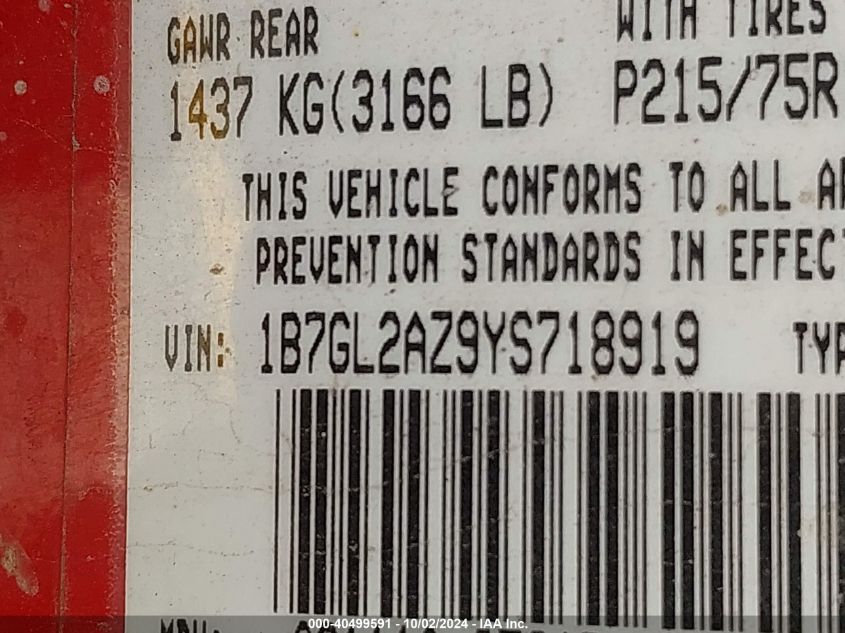 GAWR REAR WITH TIRES
1437 KG(3166 LB) P215/75R
THIS VEHICLE CONFORMS TO ALL
PREVENTION STANDARDS IN EFFEC
VIN: 1B7GL2AZ9YS718919 TYP
000-40499591 - 10/02/2024 - IAA Inc.